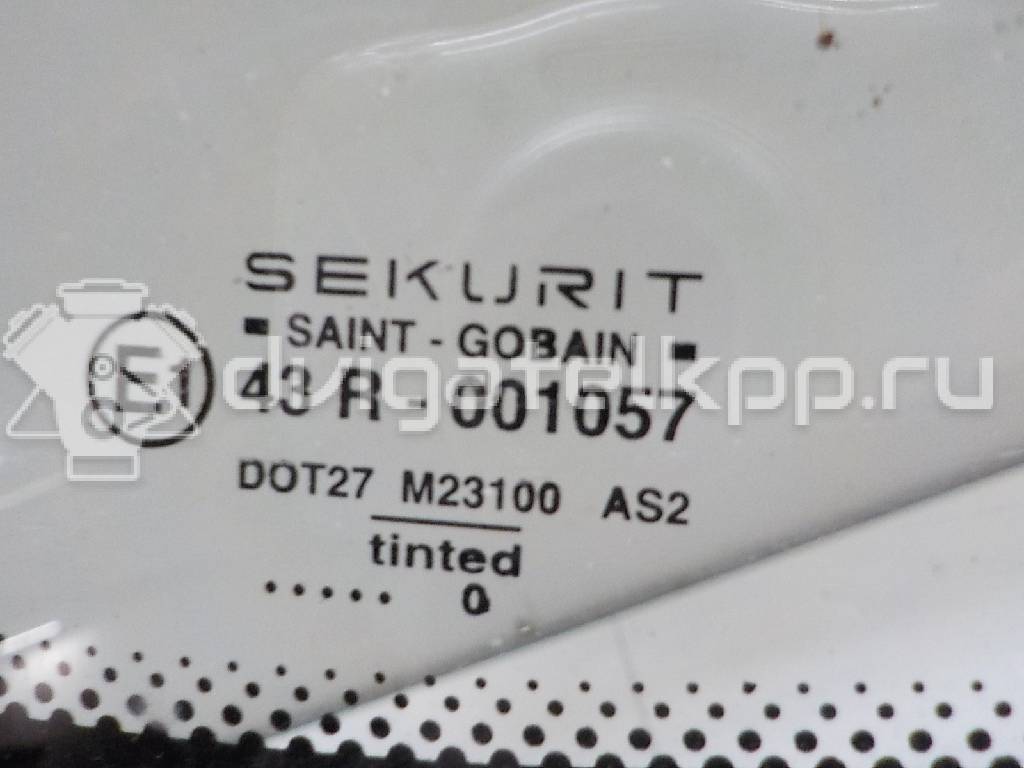 SEKURIT
SAINT - GOBAIN
E1 43 R - 001057
DOT27 M23100 AS2
tinted
..... 0
dvigatelkpp.ru